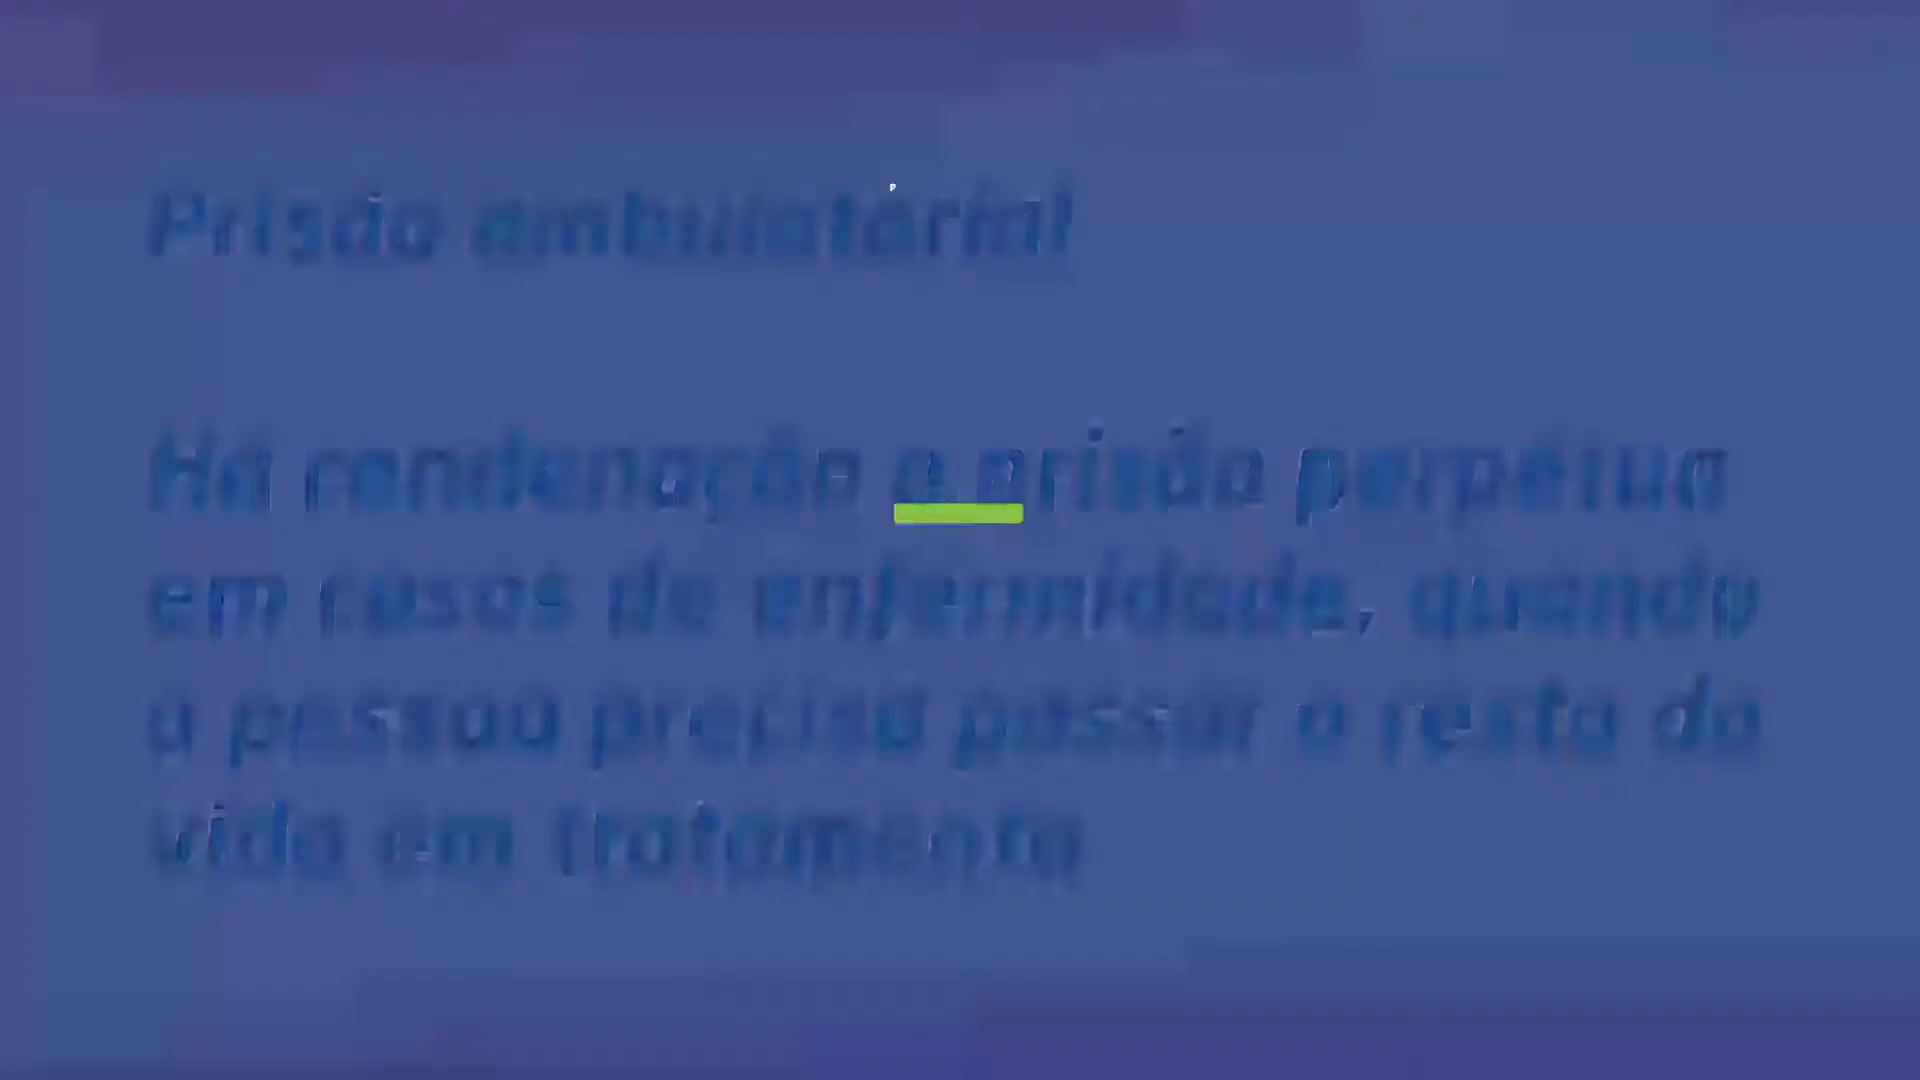 Prisão ambulatorial
Há condenação a prisão perpétua
em casos de enfermidade, quando
a pessoa precisa passar o resto da
vida em tratamento